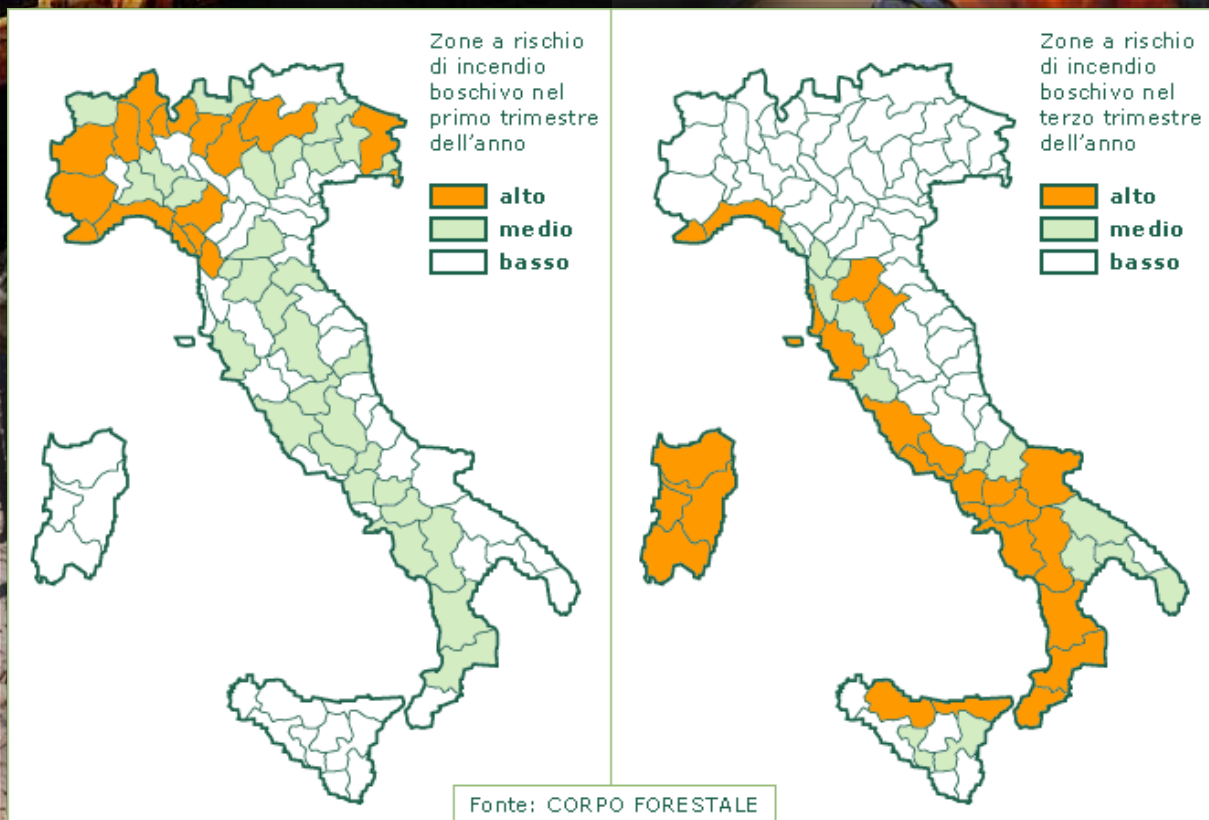 Zone a rischio
di incendio
boschivo nel
primo trimestre
dell'anno
alto
medio
basso
Zone a rischio
di incendio
boschivo nel
terzo trimestre
dell'anno
alto
medio
basso
Fonte: CORPO FORESTALE